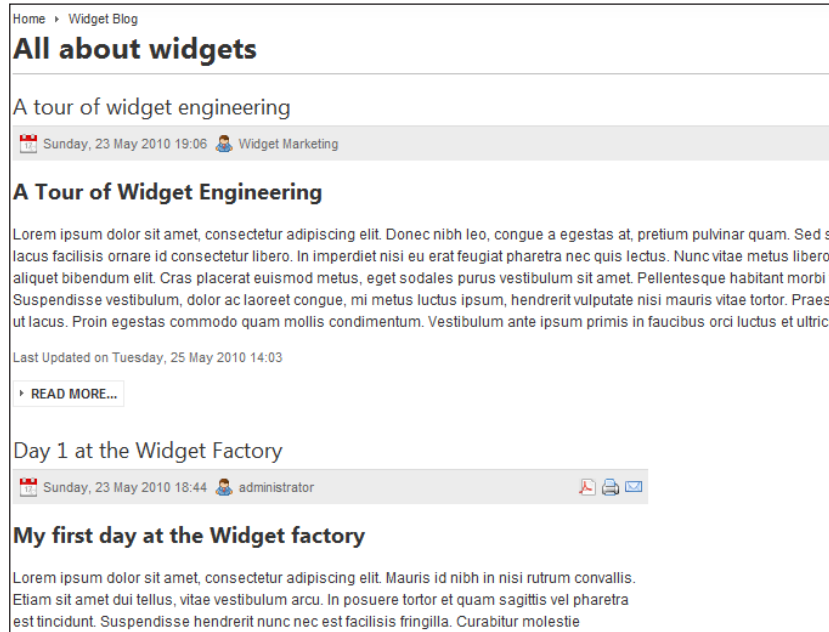 Home Widget Blog
All about widgets
A tour of widget engineering
Sunday, 23 May 2010 19:06 Widget Marketing
A Tour of Widget Engineering
Lorem ipsum dolor sit amet, consectetur adipiscing elit. Donec nibh leo, congue a egestas at, pretium pulvinar quam. Sed s
lacus facilisis ornare id consectetur libero. In imperdiet nisi eu erat feugiat pharetra nec quis lectus. Nunc vitae metus libero
aliquet bibendum elit. Cras placerat euismod metus, eget sodales purus vestibulum sit amet. Pellentesque habitant morbi
Suspendisse vestibulum, dolor ac laoreet congue, mi metus luctus ipsum, hendrerit vulputate nisi mauris vitae tortor. Praes
ut lacus. Proin egestas commodo quam mollis condimentum. Vestibulum ante ipsum primis in faucibus orci luctus et ultric
Last Updated on Tuesday, 25 May 2010 14:03
READ MORE...
Day 1 at the Widget Factory
Sunday, 23 May 2010 18:44 administrator
My first day at the Widget factory
Lorem ipsum dolor sit amet, consectetur adipiscing elit. Mauris id nibh in nisi rutrum convallis.
Etiam sit amet dui tellus, vitae vestibulum arcu. In posuere tortor et quam sagittis vel pharetra
est tincidunt. Suspendisse hendrerit nunc nec est facilisis fringilla. Curabitur molestie